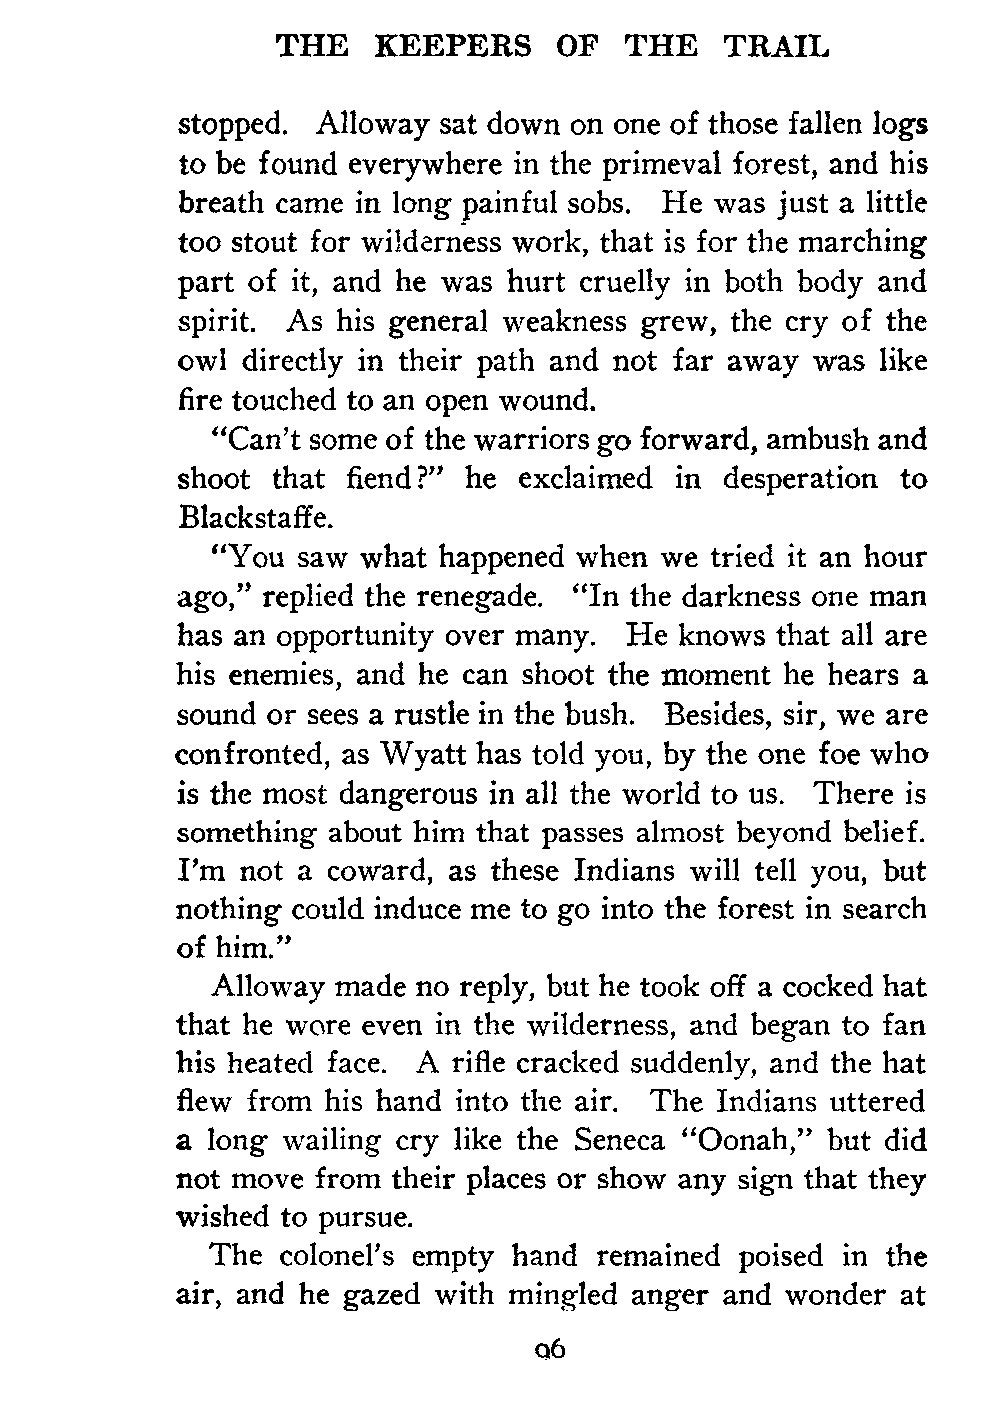 THE KEEPERS OF THE TRAIL
stopped. Alloway sat down on one of those fallen logs
to be found everywhere in the primeval forest, and his
breath came in long painful sobs. He was just a little
too stout for wilderness work, that is for the marching
part of it, and he was hurt cruelly in both body and
spirit. As his general weakness grew, the cry of the
owl directly in their path and not far away was like
fire touched to an open wound.
"Can't some of the warriors go forward, ambush and
shoot that fiend?" he exclaimed in desperation to
Blackstaffe.
"You saw what happened when we tried it an hour
ago," replied the renegade. "In the darkness one man
has an opportunity over many. He knows that all are
his enemies, and he can shoot the moment he hears a
sound or sees a rustle in the bush. Besides, sir, we are
confronted, as Wyatt has told you, by the one foe who
is the most dangerous in all the world to us. There is
something about him that passes almost beyond belief.
I'm not a coward, as these Indians will tell you, but
nothing could induce me to go into the forest in search
of him."
Alloway made no reply, but he took off a cocked hat
that he wore even in the wilderness, and began to fan
his heated face. A rifle cracked suddenly, and the hat
flew from his hand into the air. The Indians uttered
a long wailing cry like the Seneca "Oonah," but did
not move from their places or show any sign that they
wished to pursue.
The colonel's empty hand remained poised in the
air, and he gazed with mingled anger and wonder at
96